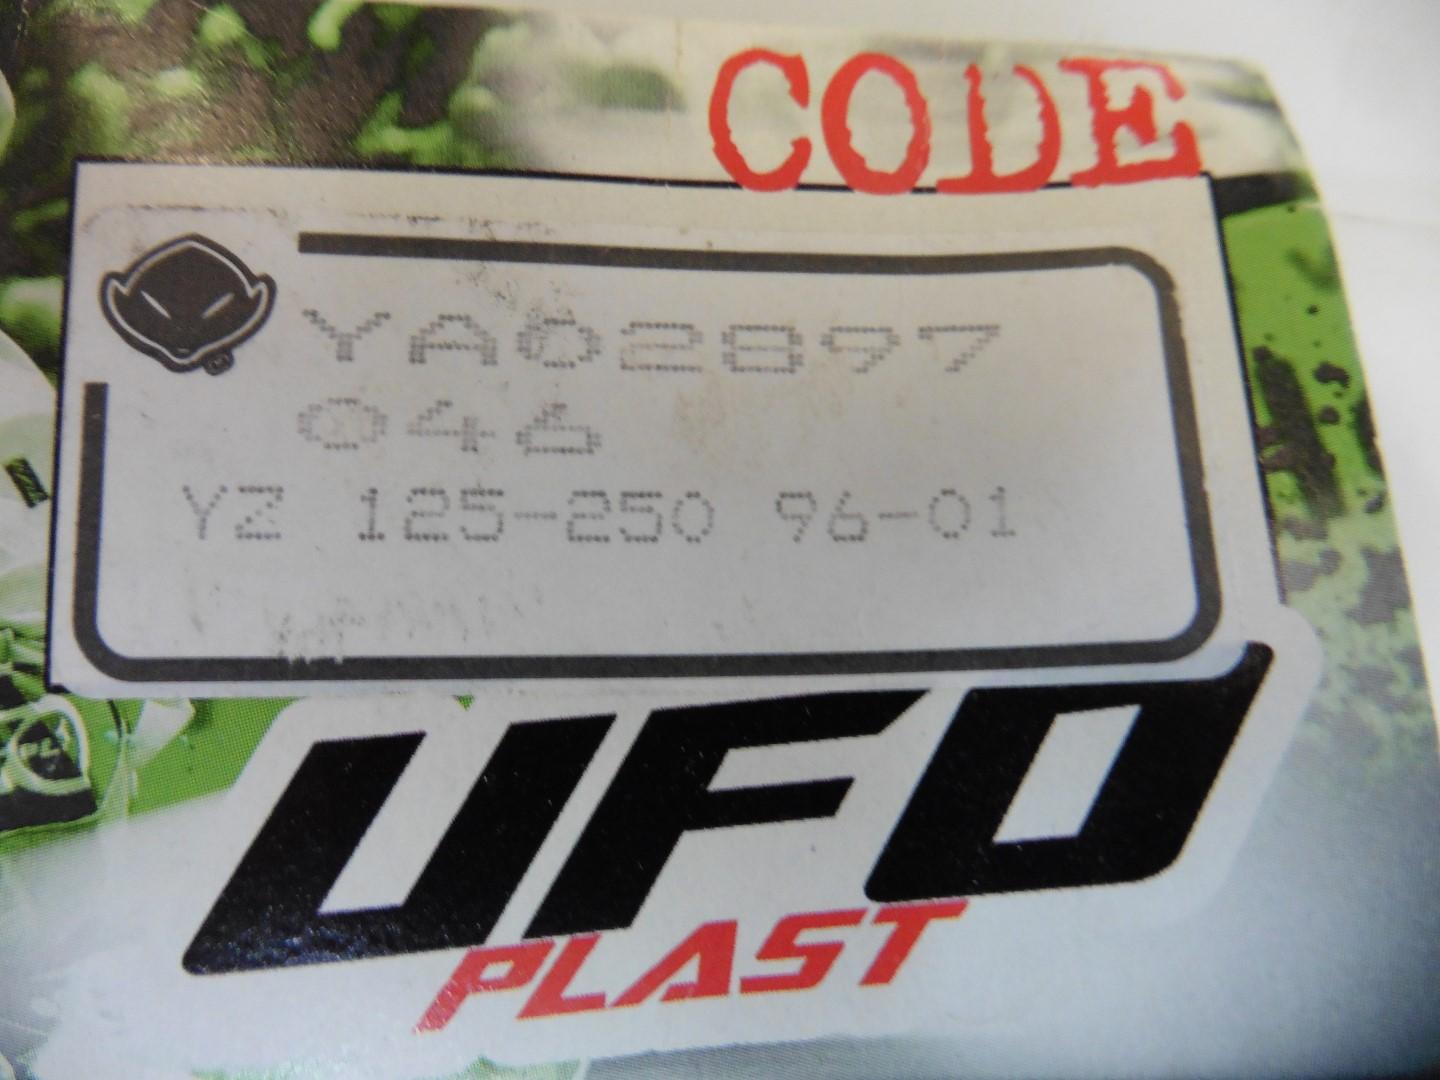 CODE
YA02897
046
YZ 125-250 96-01
UFO
PLAST